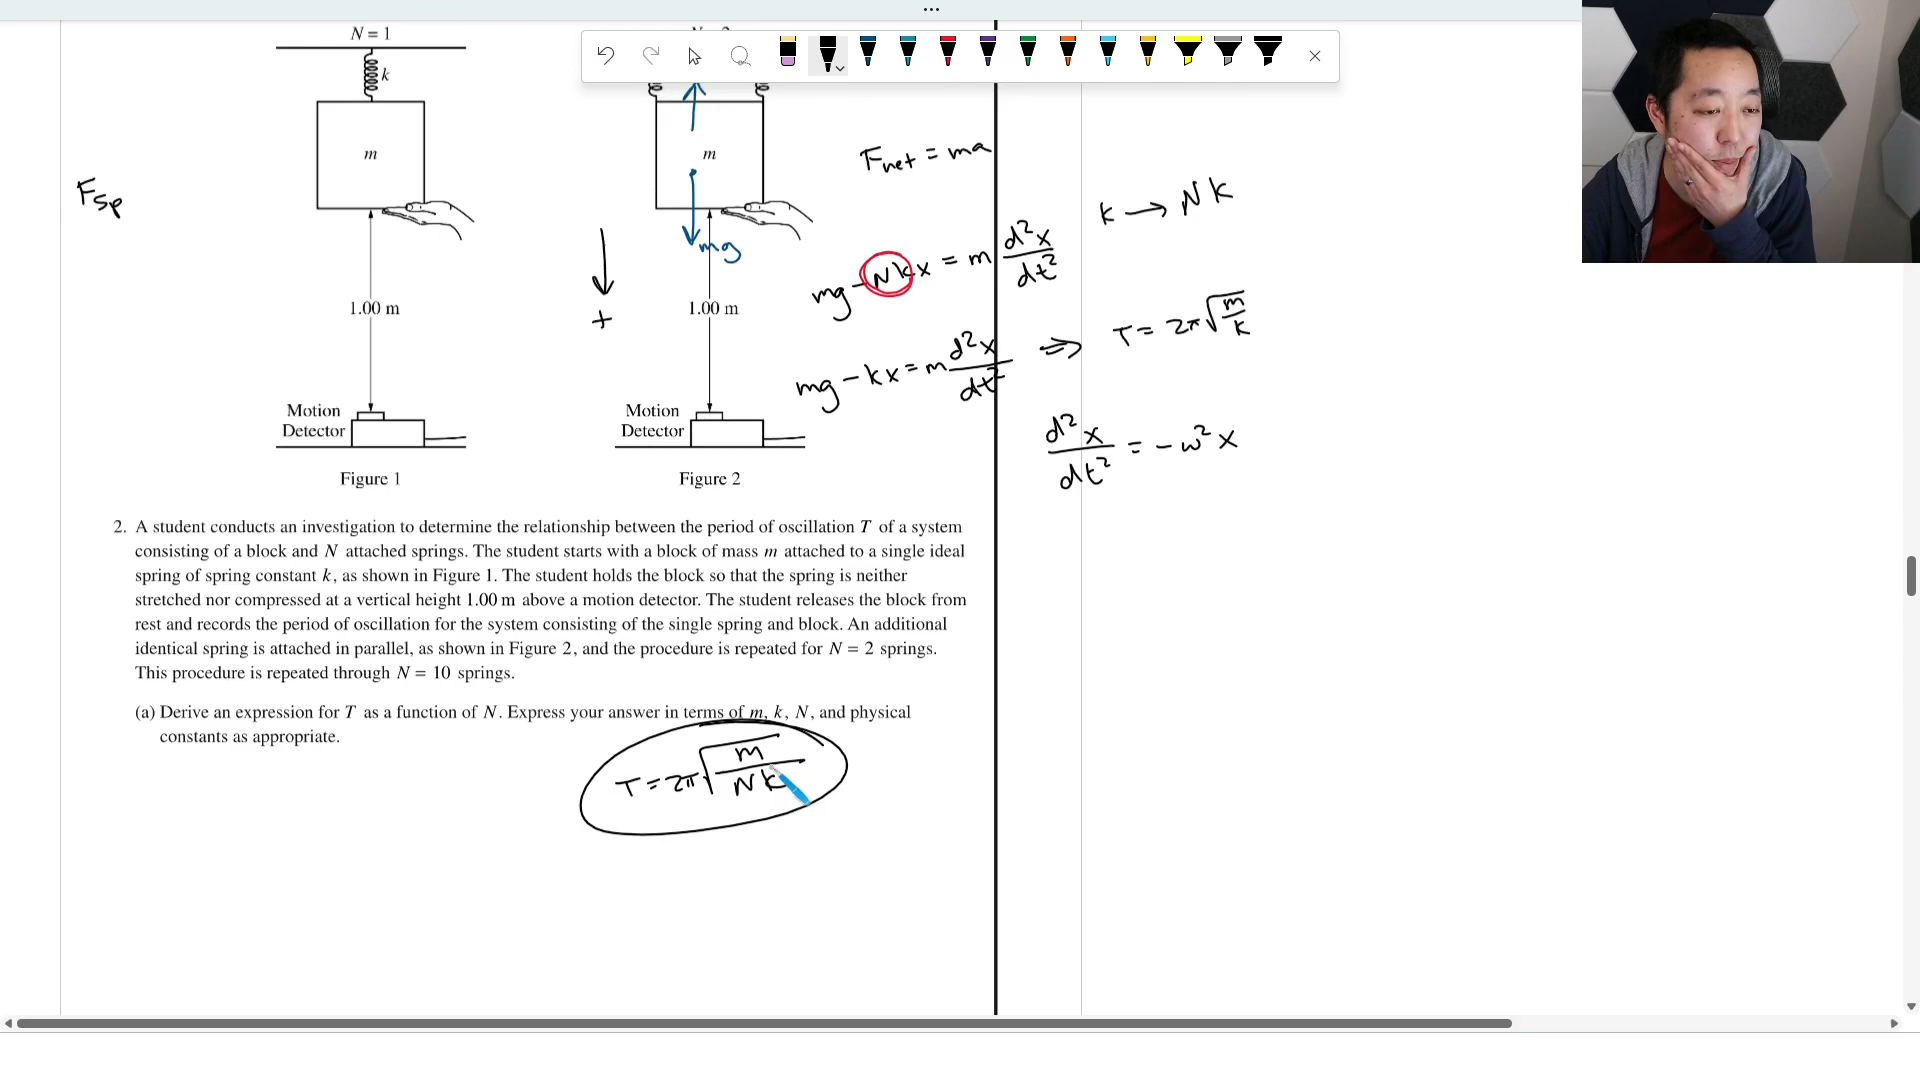 N = 1
k
m
1.00 m
Motion
Detector
Figure 1
m
mg
1.00 m
Motion
Detector
Figure 2
F_sp
+
F_net = ma
mg - Nkx = m d²x/dt²
mg - kx = m d²x/dt² ⇒ T = 2π√(m/k)
k → Nk
d²x/dt² = -ω²x
2. A student conducts an investigation to determine the relationship between the period of oscillation T of a system
consisting of a block and N attached springs. The student starts with a block of mass m attached to a single ideal
spring of spring constant k, as shown in Figure 1. The student holds the block so that the spring is neither
stretched nor compressed at a vertical height 1.00 m above a motion detector. The student releases the block from
rest and records the period of oscillation for the system consisting of the single spring and block. An additional
identical spring is attached in parallel, as shown in Figure 2, and the procedure is repeated for N = 2 springs.
This procedure is repeated through N = 10 springs.
(a) Derive an expression for T as a function of N. Express your answer in terms of m, k, N, and physical
constants as appropriate.
T = 2π√(m/Nk)